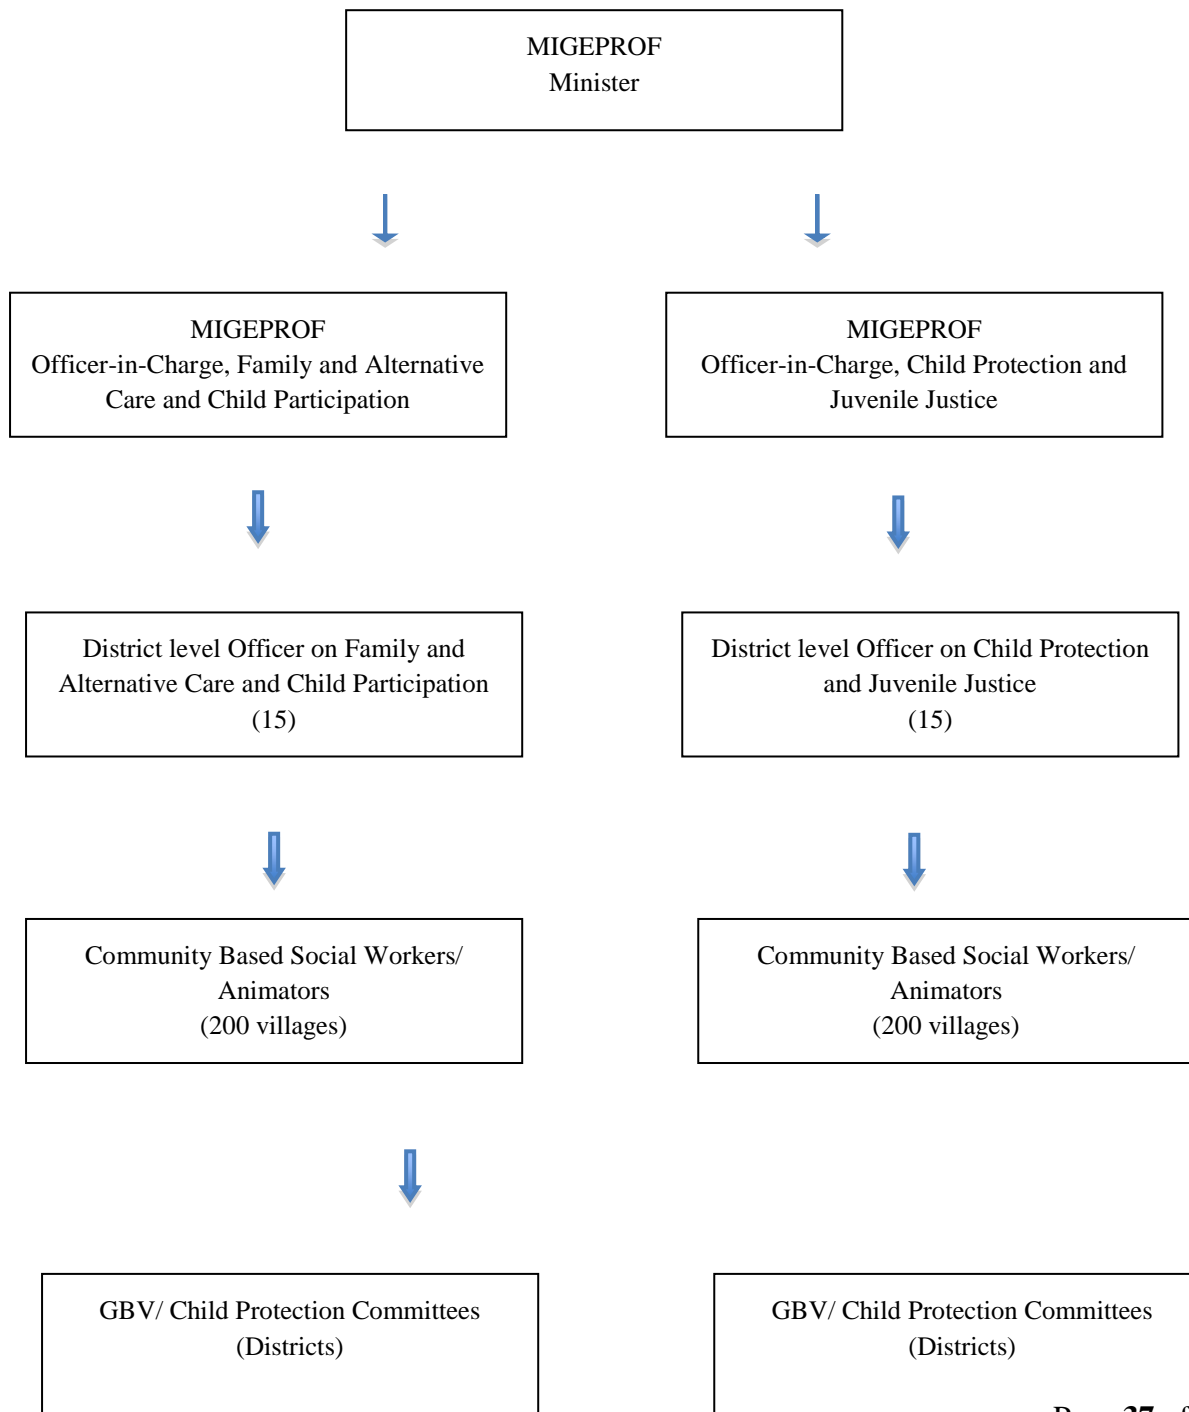 MIGEPROF
Minister
MIGEPROF
Officer-in-Charge, Family and Alternative
Care and Child Participation
MIGEPROF
Officer-in-Charge, Child Protection and
Juvenile Justice
District level Officer on Family and
Alternative Care and Child Participation
(15)
District level Officer on Child Protection
and Juvenile Justice
(15)
Community Based Social Workers/
Animators
(200 villages)
Community Based Social Workers/
Animators
(200 villages)
GBV/ Child Protection Committees
(Districts)
GBV/ Child Protection Committees
(Districts)
37